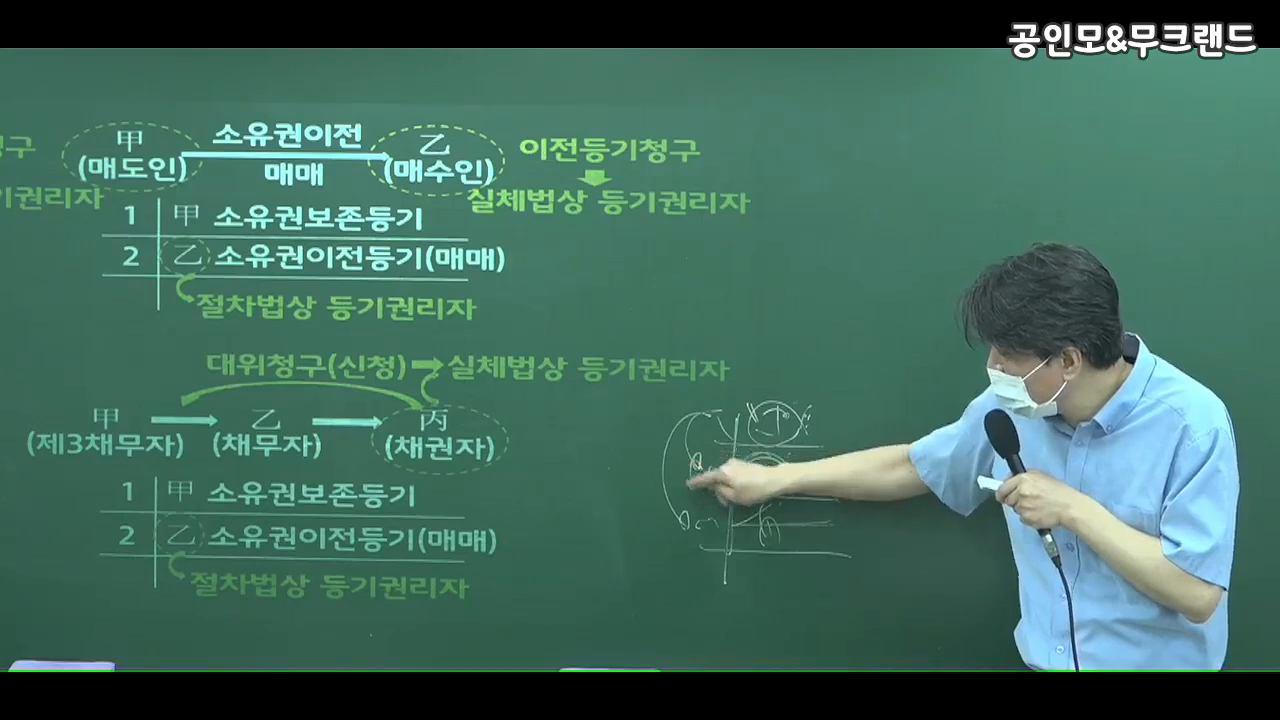 공인모&무크랜드
甲 소유권이전 乙 이전등기청구
(매도인) 매매 (매수인)
기권리자 실체법상 등기권리자
1 甲 소유권보존등기
2 乙 소유권이전등기(매매)
절차법상 등기권리자
대위청구(신청) 실체법상 등기권리자
甲 乙 丙
(제3채무자) (채무자) (채권자)
1 甲 소유권보존등기
2 乙 소유권이전등기(매매)
절차법상 등기권리자